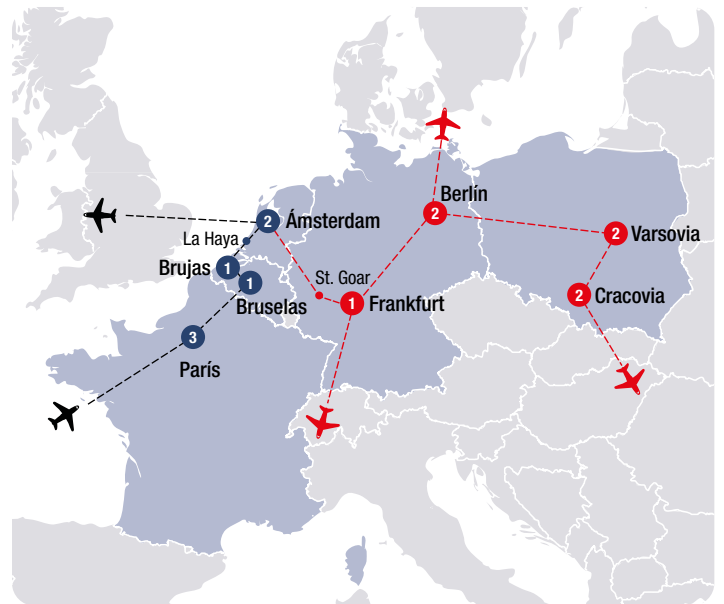 Berlín
2
2
Ámsterdam
2
Varsovia
La Haya
Brujas
1
1
Bruselas
St. Goar
1
Frankfurt
2
Cracovia
3
París